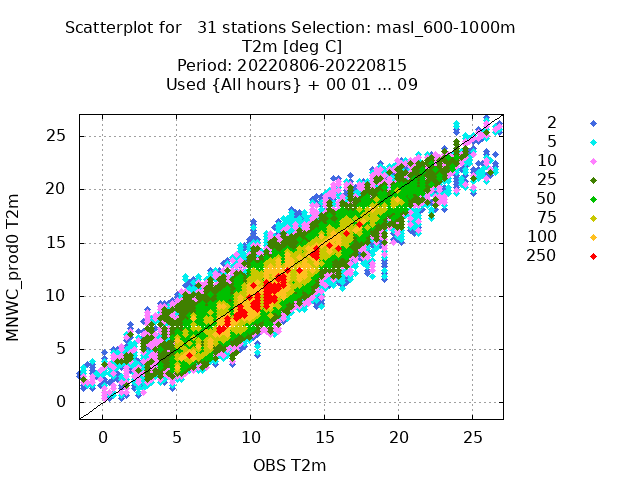 Scatterplot for   31 stations Selection: masl_600-1000m
T2m [deg C]
Period: 20220806-20220815
Used {All hours} + 00 01 ... 09
25
20
15
10
5
0
MNWC_prod0 T2m
0 5 10 15 20 25
OBS T2m
2
5
10
25
50
75
100
250